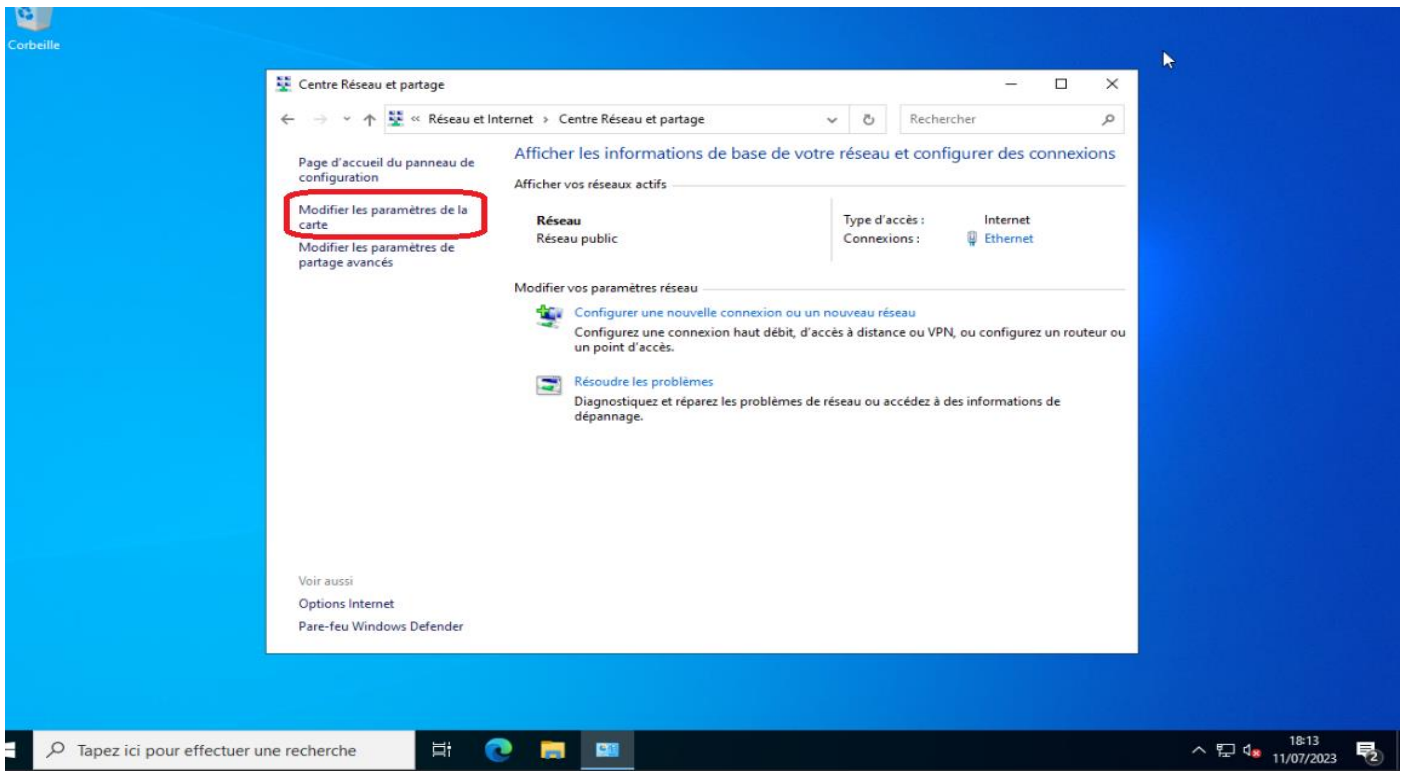 Corbeille
Centre Réseau et partage
« Réseau et Internet › Centre Réseau et partage
Rechercher
Page d'accueil du panneau de
configuration
Modifier les paramètres de la
carte
Modifier les paramètres de
partage avancés
Afficher les informations de base de votre réseau et configurer des connexions
Afficher vos réseaux actifs
Réseau
Réseau public
Type d'accès : Internet
Connexions : Ethernet
Modifier vos paramètres réseau
Configurer une nouvelle connexion ou un nouveau réseau
Configurez une connexion haut débit, d'accès à distance ou VPN, ou configurez un routeur ou
un point d'accès.
Résoudre les problèmes
Diagnostiquez et réparez les problèmes de réseau ou accédez à des informations de
dépannage.
Voir aussi
Options Internet
Pare-feu Windows Defender
Tapez ici pour effectuer une recherche
18:13
11/07/2023
2